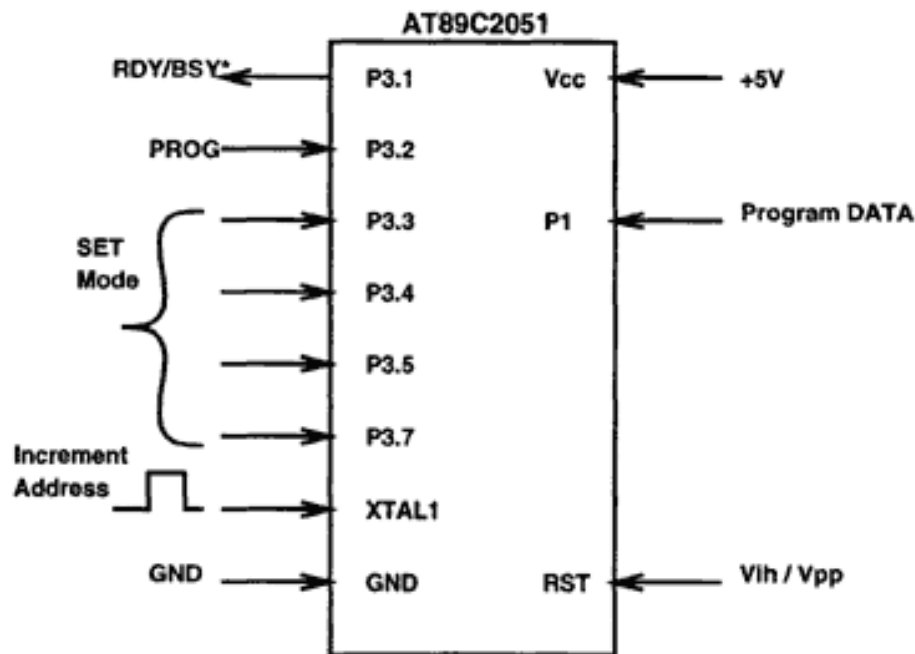 AT89C2051
RDY/BSY*
P3.1
Vcc
+5V
PROG
P3.2
P3.3
P1
Program DATA
SET
Mode
P3.4
P3.5
P3.7
Increment
Address
XTAL1
GND
GND
RST
Vih / Vpp